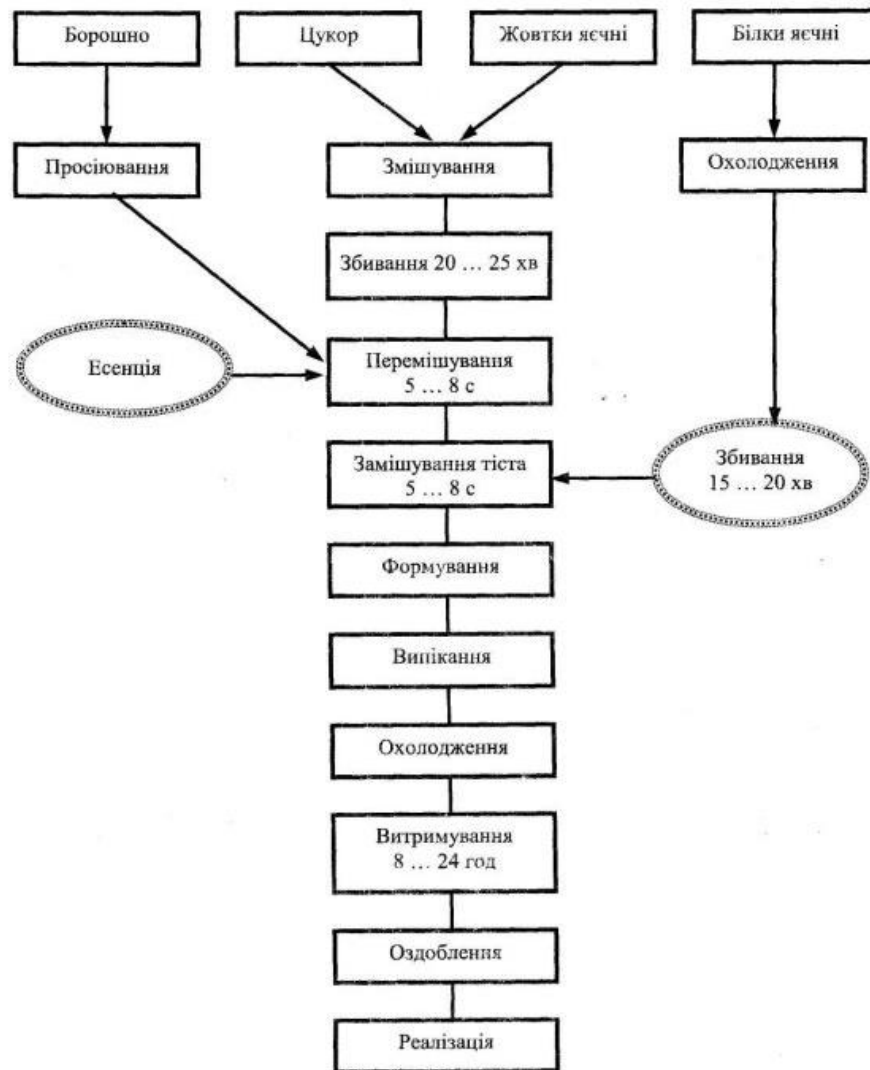 Борошно
Цукор
Жовтки яєчні
Білки яєчні
Просіювання
Змішування
Охолодження
Збивання 20 ... 25 хв
Есенція
Перемішування
5 ... 8 с
Замішування тіста
5 ... 8 с
Збивання
15 ... 20 хв
Формування
Випікання
Охолодження
Витримування
8 ... 24 год
Оздоблення
Реалізація